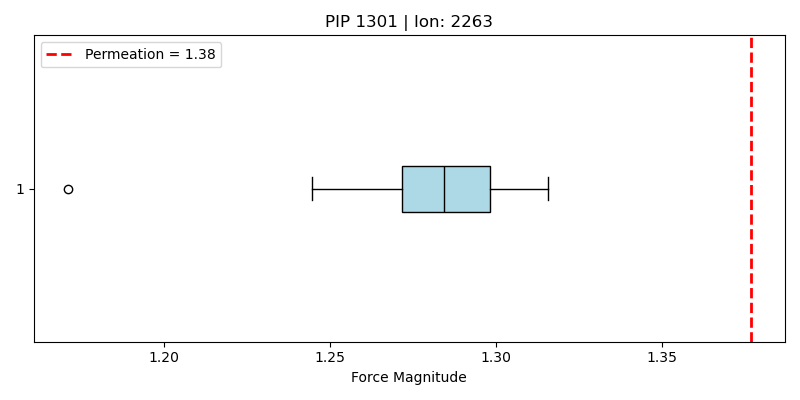 PIP 1301 | Ion: 2263
Permeation = 1.38
1
1.20 1.25 1.30 1.35
Force Magnitude